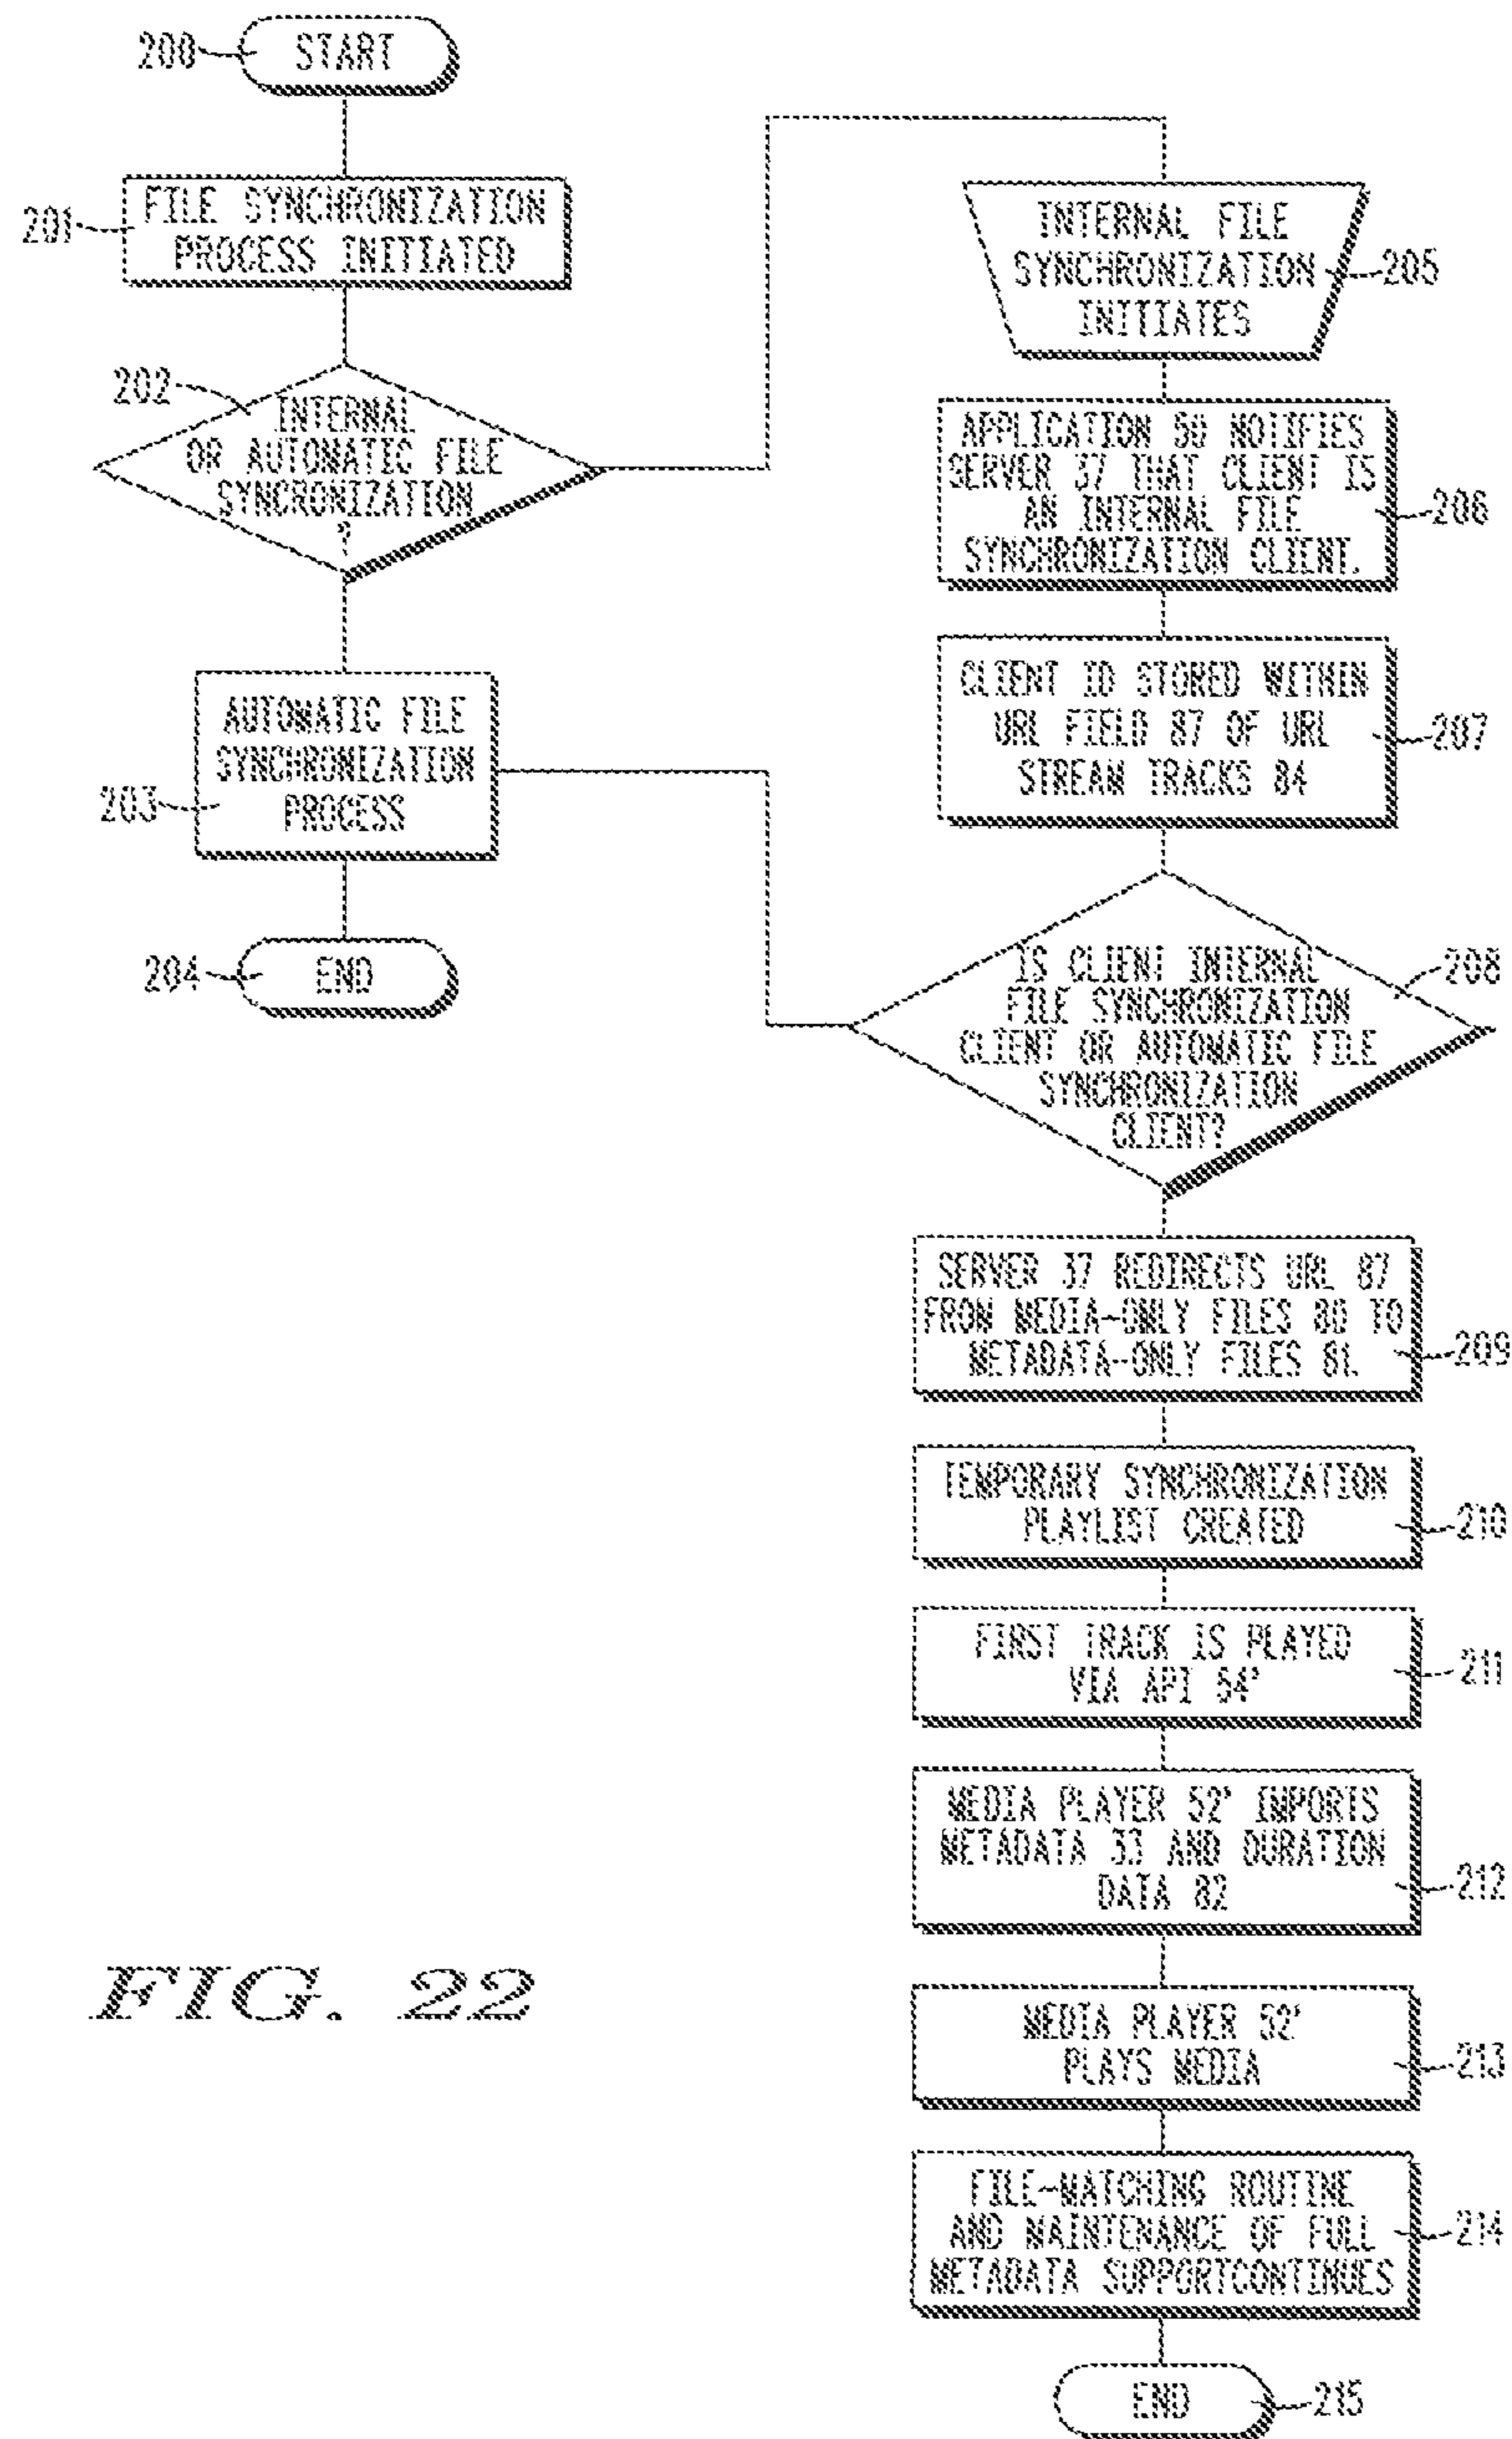 200
START
201
FILE SYNCHRONIZATION
PROCESS INITIATED
202
INTERNAL
OR AUTOMATIC FILE
SYNCRONIZATION
?
203
AUTOMATIC FILE
SYNCHRONIZATION
PROCESS
204
END
INTERNAL FILE
SYNCHRONIZATION
INITIATES
205
APPLICATION 50 NOTIFIES
SERVER 37 THAT CLIENT IS
AN INTERNAL FILE
SYNCHRONIZATION CLIENT.
206
CLIENT ID STORED WITHIN
URL FIELD 87 OF URL
STREAM TRACKS 84
207
IS CLIENT INTERNAL
FILE SYNCHRONIZATION
CLIENT OR AUTOMATIC FILE
SYNCHRONIZATION
CLIENT?
208
SERVER 37 REDIRECTS URL 87
FROM MEDIA-ONLY FILES 80 TO
METADATA-ONLY FILES 81.
209
TEMPORARY SYNCHRONIZATION
PLAYLIST CREATED
210
FIRST TRACK IS PLAYED
VIA API 54'
211
MEDIA PLAYER 52' IMPORTS
METADATA 33 AND DURATION
DATA 82
212
MEDIA PLAYER 52'
PLAYS MEDIA
213
FILE-MATCHING ROUTINE
AND MAINTENANCE OF FULL
METADATA SUPPORTCONTINUES
214
END
215
FIG. 22